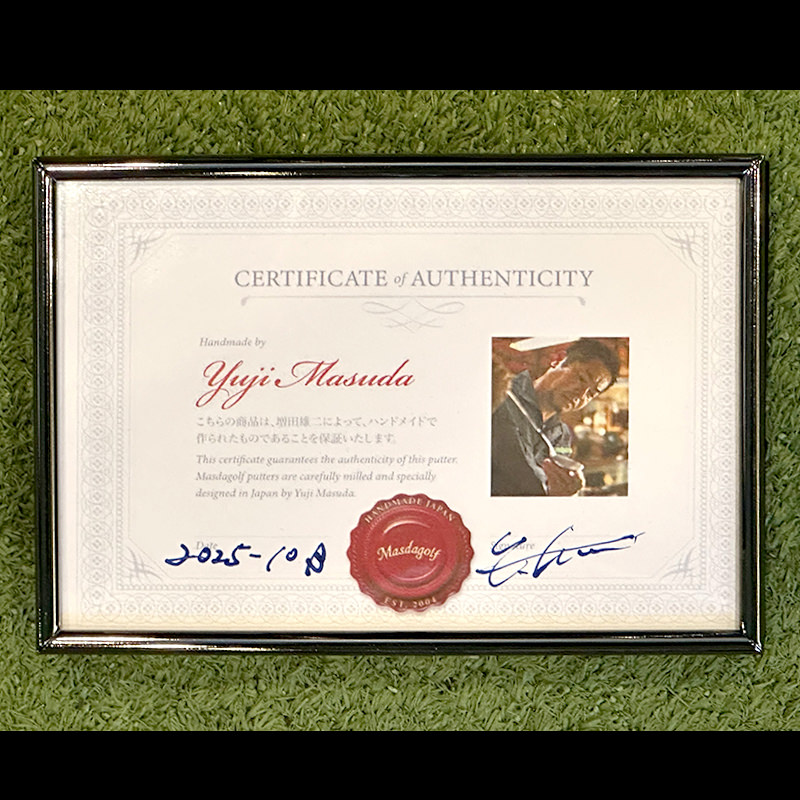 CERTIFICATE of AUTHENTICITY
Handmade by
Yuji Masuda
こちらの商品は、増田雄二によって、ハンドメイドで
作られたものであることを保証いたします。
This certificate guarantees the authenticity of this putter.
Masdagolf putters are carefully milled and specially
designed in Japan by Yuji Masuda.
HANDMADE JAPAN
Masdagolf
EST. 2004
Date
2025-10月